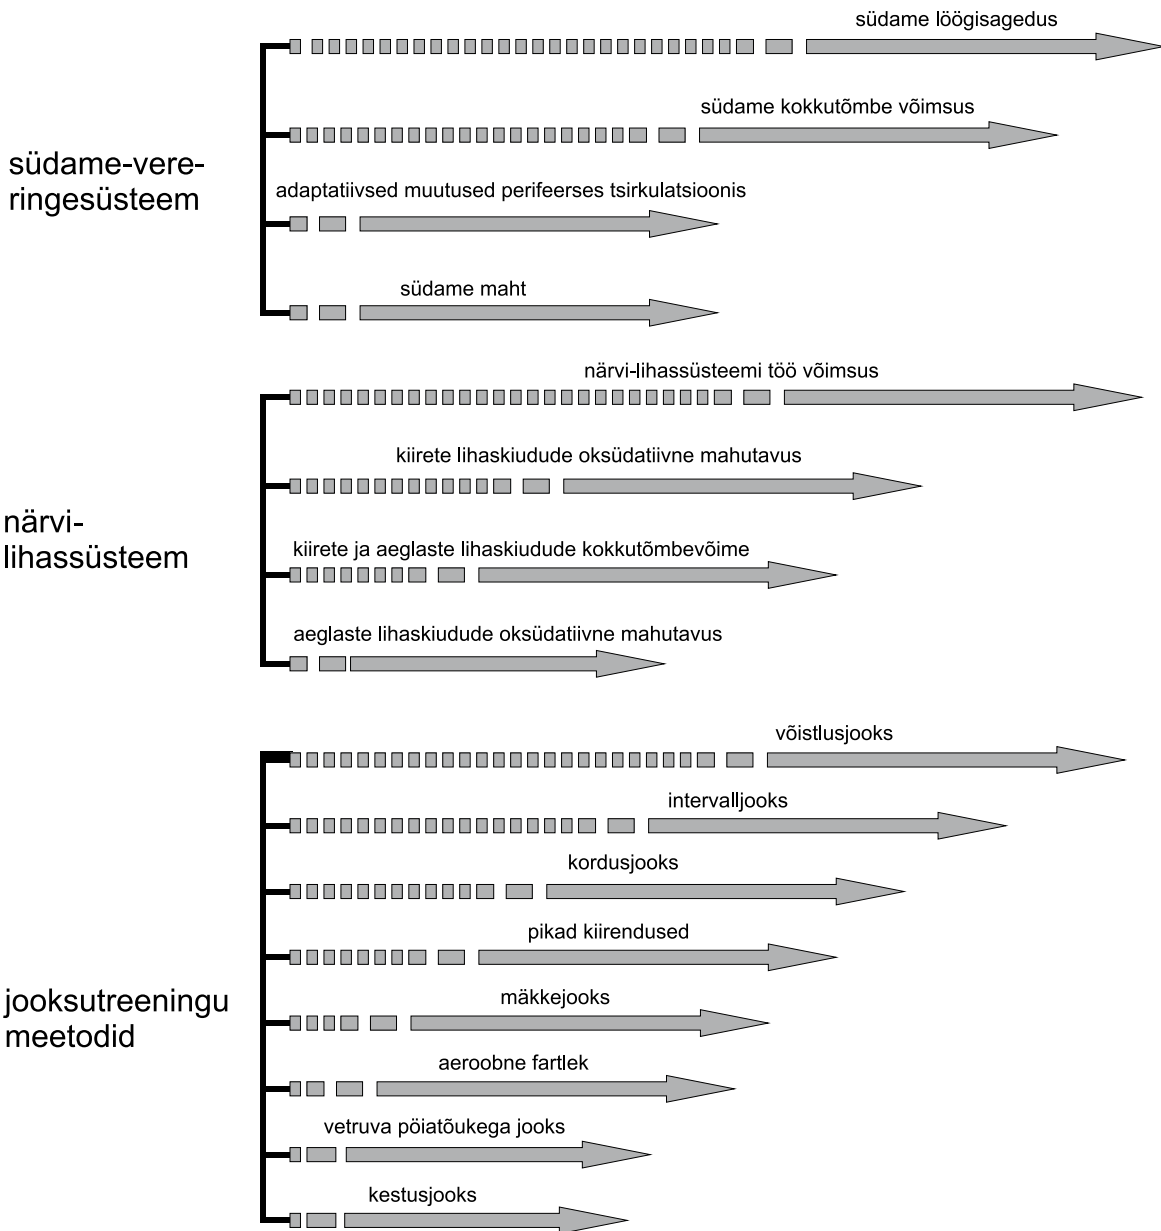 südame löögisagedus
südame kokkutõmbe võimsus
südame-vere-
ringesüsteem
adaptatiivsed muutused perifeerses tsirkulatsioonis
südame maht
närvi-lihassüsteemi töö võimsus
kiirete lihaskiudude oksüdatiivne mahutavus
närvi-
lihassüsteem
kiirete ja aeglaste lihaskiudude kokkutõmbevõime
aeglaste lihaskiudude oksüdatiivne mahutavus
võistlusjooks
intervalljooks
kordusjooks
pikad kiirendused
jooksutreeningu
meetodid
mäkkejooks
aeroobne fartlek
vetruva pöiatõukega jooks
kestusjooks